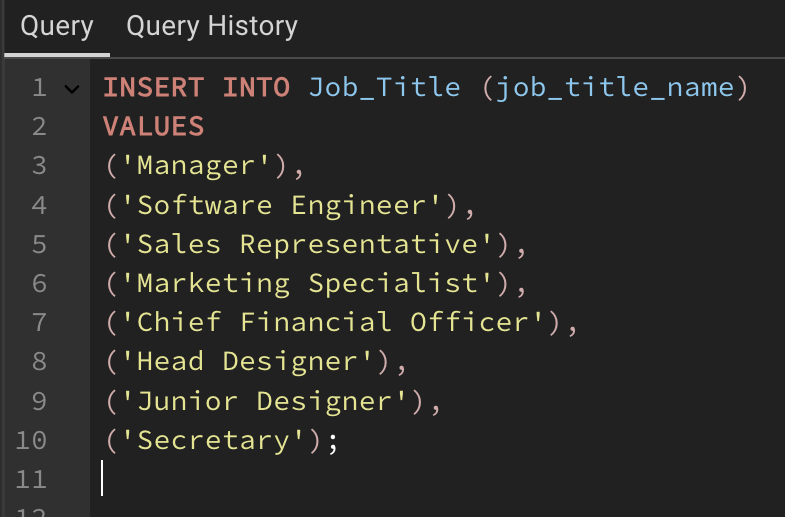 Query Query History
1 INSERT INTO Job_Title (job_title_name)
2 VALUES
3 ('Manager'),
4 ('Software Engineer'),
5 ('Sales Representative'),
6 ('Marketing Specialist'),
7 ('Chief Financial Officer'),
8 ('Head Designer'),
9 ('Junior Designer'),
10 ('Secretary');
11